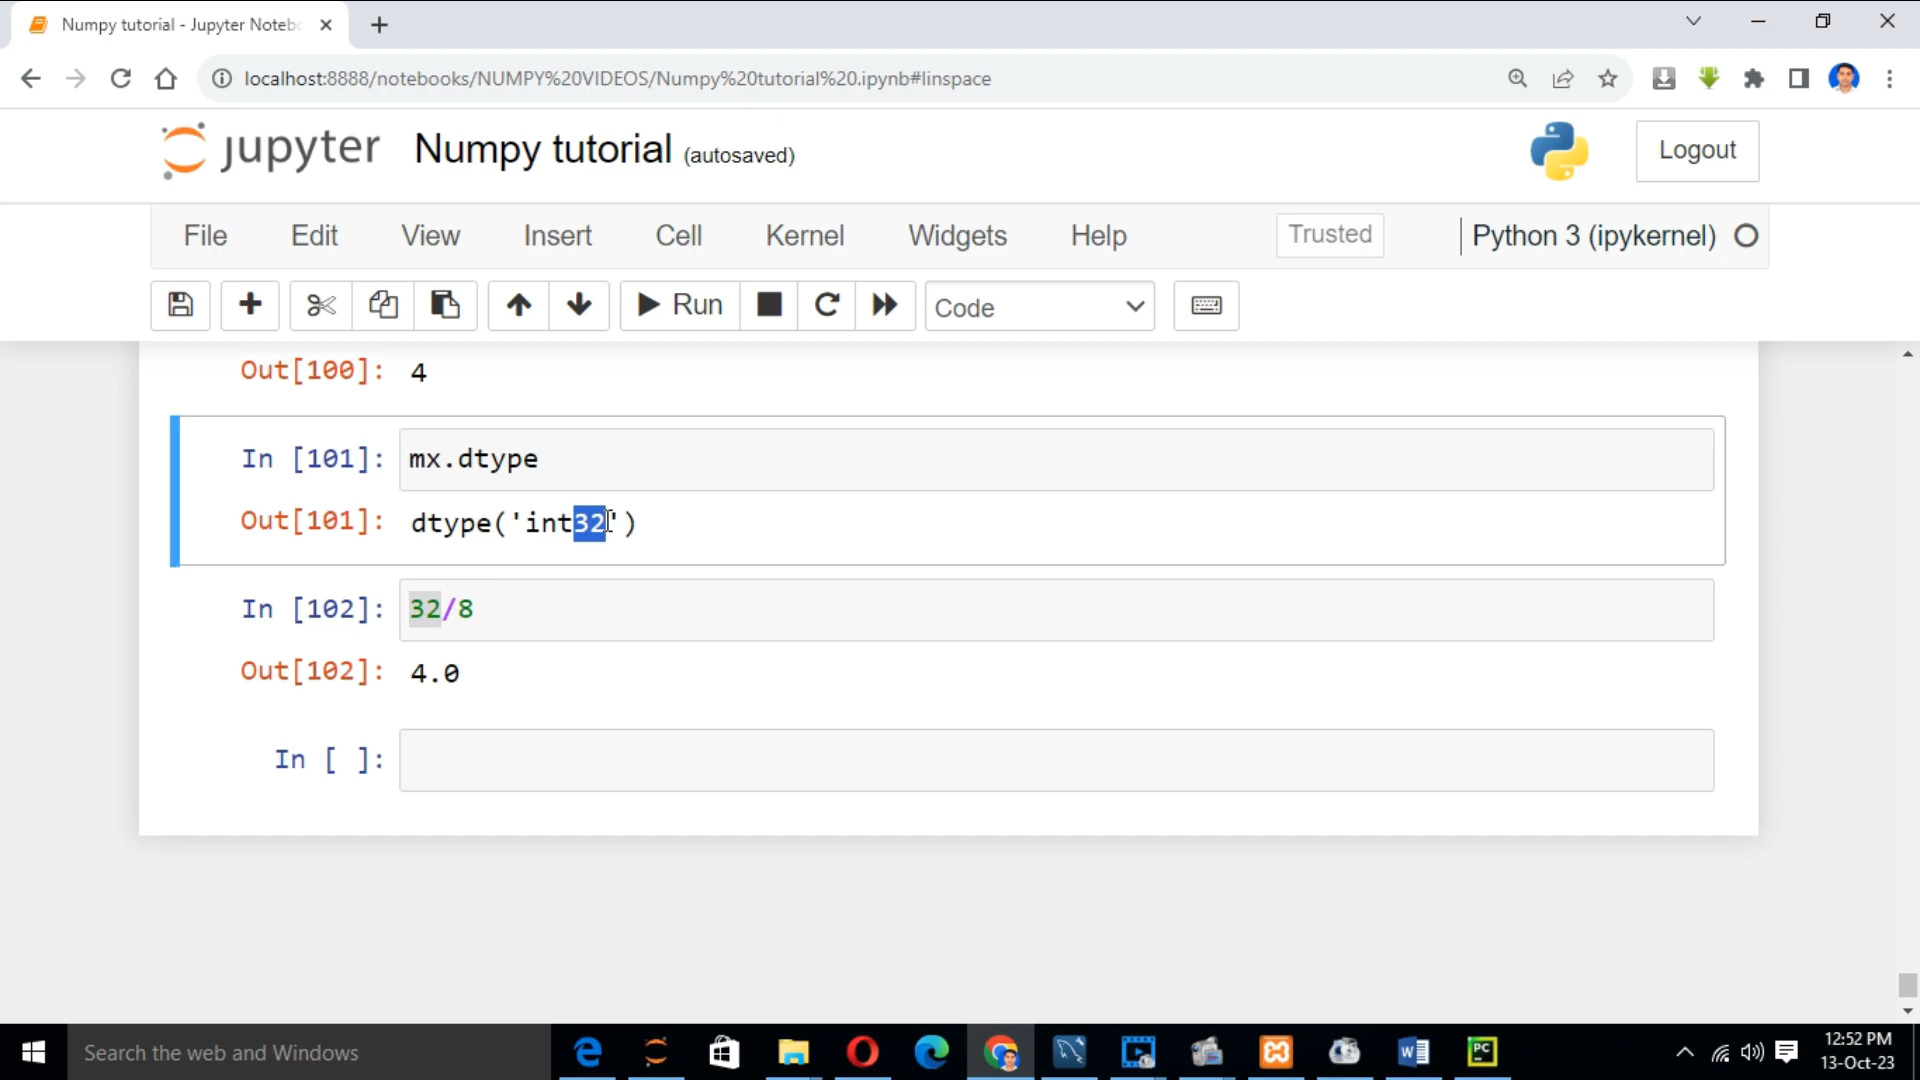 Numpy tutorial - Jupyter Noteb
localhost:8888/notebooks/NUMPY%20VIDEOS/Numpy%20tutorial%20.ipynb#linspace
jupyter Numpy tutorial (autosaved) Logout
File Edit View Insert Cell Kernel Widgets Help Trusted Python 3 (ipykernel)
Run Code
Out[100]: 4
In [101]: mx.dtype
Out[101]: dtype('int32')
In [102]: 32/8
Out[102]: 4.0
In [ ]:
Search the web and Windows
PC
12:52 PM
13-Oct-23